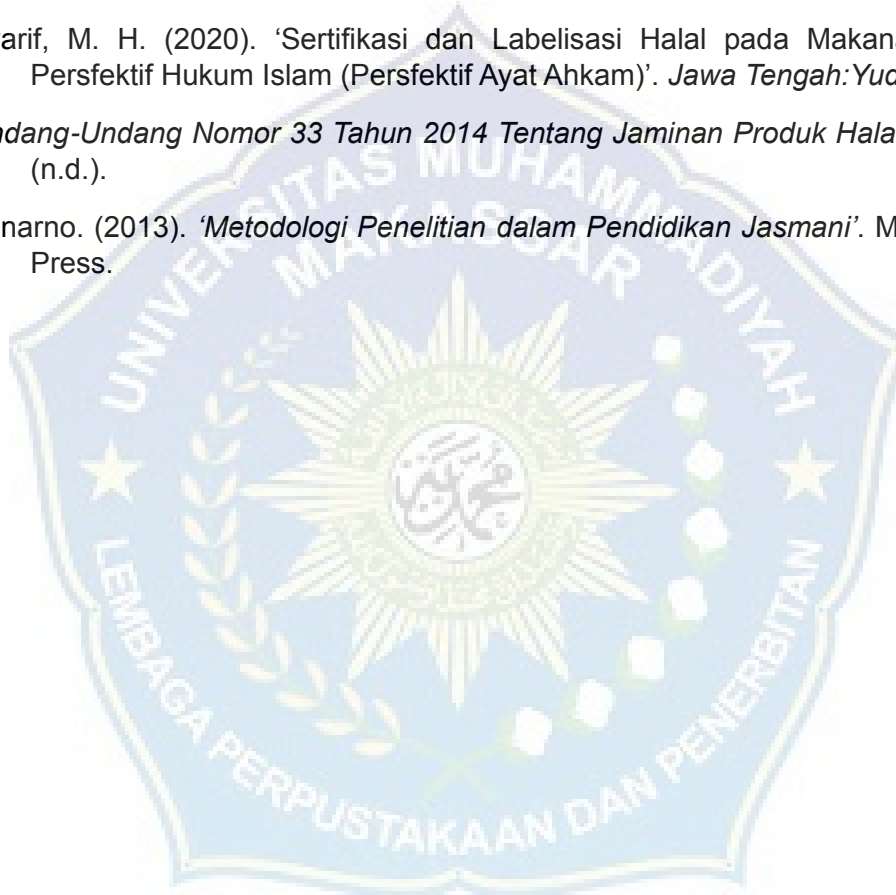 arif, M. H. (2020). ‘Sertifikasi dan Labelisasi Halal pada Makan
Persfektif Hukum Islam (Persfektif Ayat Ahkam)’. Jawa Tengah:Yud
ndang-Undang Nomor 33 Tahun 2014 Tentang Jaminan Produk Hala
(n.d.).
narno. (2013). ‘Metodologi Penelitian dalam Pendidikan Jasmani’. M
Press.
UNIVERSITAS MUHAMMADIYAH
MAKASSAR
LEMBAGA PERPUSTAKAAN DAN PENERBITAN